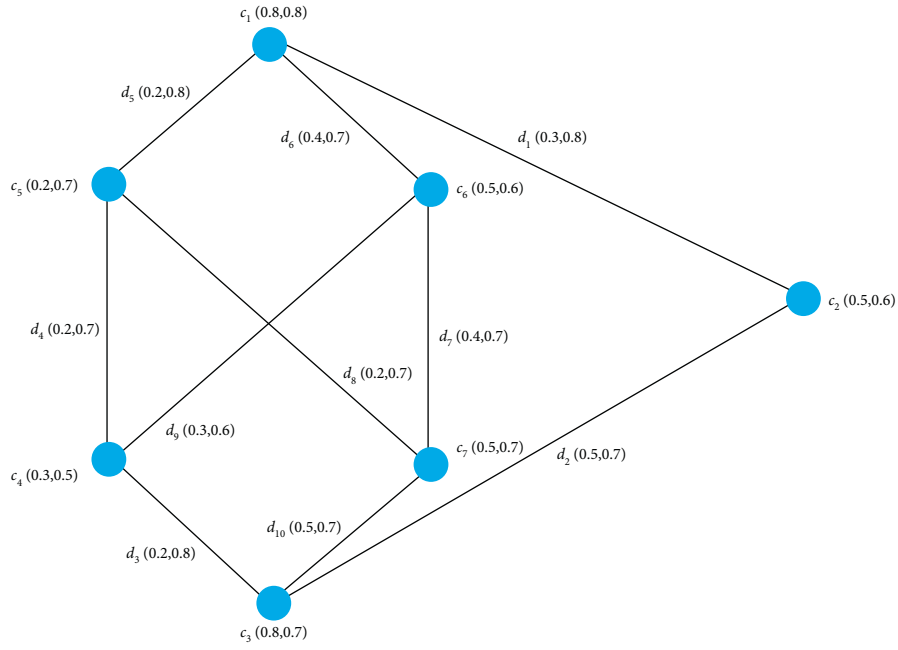 c₁ (0.8,0.8)
d₅ (0.2,0.8)
d₆ (0.4,0.7)
d₁ (0.3,0.8)
c₅ (0.2,0.7)
c₆ (0.5,0.6)
c₂ (0.5,0.6)
d₄ (0.2,0.7)
d₇ (0.4,0.7)
d₈ (0.2,0.7)
d₉ (0.3,0.6)
c₇ (0.5,0.7)
d₂ (0.5,0.7)
c₄ (0.3,0.5)
d₁₀ (0.5,0.7)
d₃ (0.2,0.8)
c₃ (0.8,0.7)